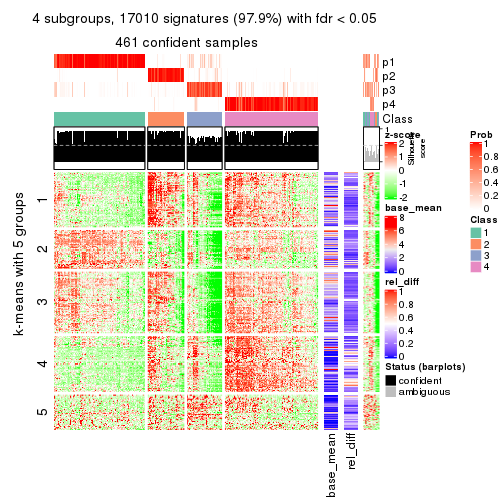 4 subgroups, 17010 signatures (97.9%) with fdr < 0.05
461 confident samples
p1
p2
p3
p4
Class
1
Silhouette
score
k-means with 5 groups
1
2
3
4
5
base_mean
rel_diff
z-score
2
1
0
-1
-2
base_mean
8
6
4
2
0
rel_diff
1
0.8
0.6
0.4
0.2
0
Status (barplots)
confident
ambiguous
Prob
1
0.8
0.6
0.4
0.2
0
Class
1
2
3
4